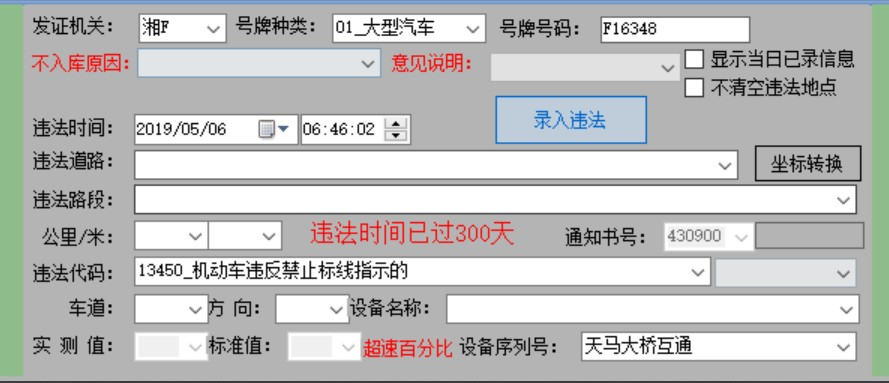 发证机关： 湘F 号牌种类： 01_大型汽车 号牌号码： F16348
不入库原因： 意见说明： 显示当日已录信息
不清空违法地点
违法时间： 2019/05/06 06:46:02 录入违法
违法道路： 坐标转换
违法路段：
公里/米： 违法时间已过300天 通知书号： 430900
违法代码： 13450_机动车违反禁止标线指示的
车道： 方 向： 设备名称：
实 测 值： 标准值： 超速百分比 设备序列号： 天马大桥互通